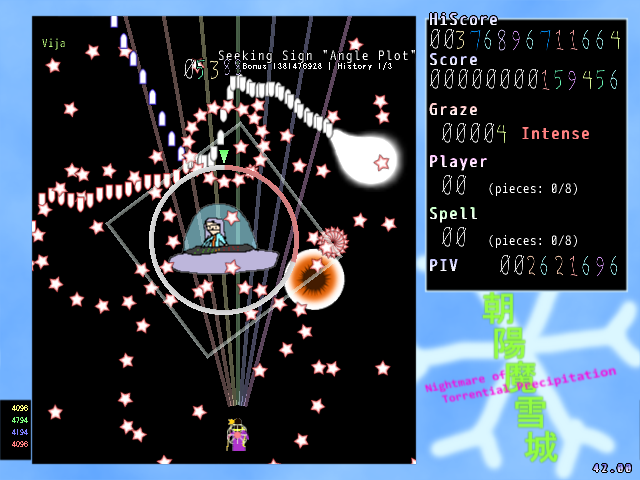 Vija
Seeking Sign "Angle Plot"
Bonus 1381476928 | History 1/3
HiScore
00376896711664
Score
00000000159456
Graze
00004 Intense
Player
00 (pieces: 0/8)
Spell
00 (pieces: 0/8)
PIV 002621696
朝陽魔雪城
Nightmare of
Torrential Precipitation
4096
4794
4194
4096
42.00